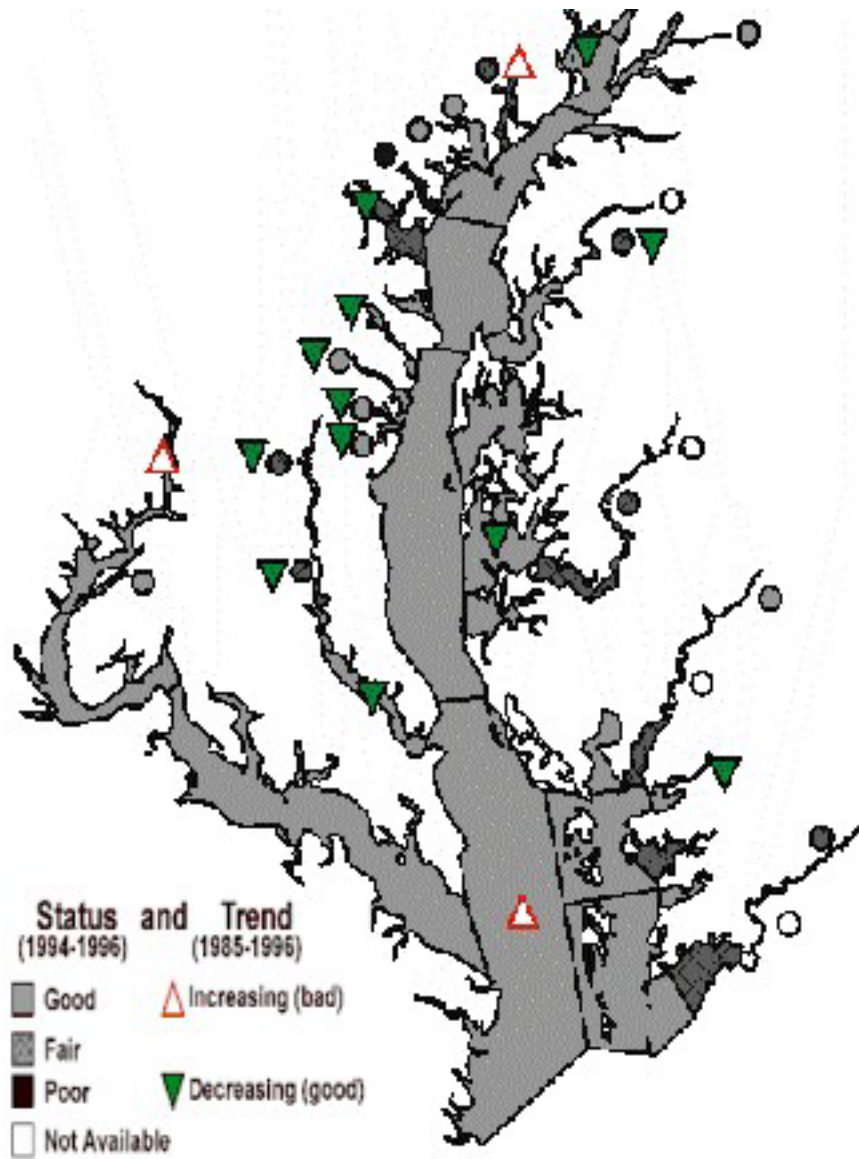 Status and Trend
(1994-1996) (1985-1996)
Good Increasing (bad)
Fair
Poor Decreasing (good)
Not Available